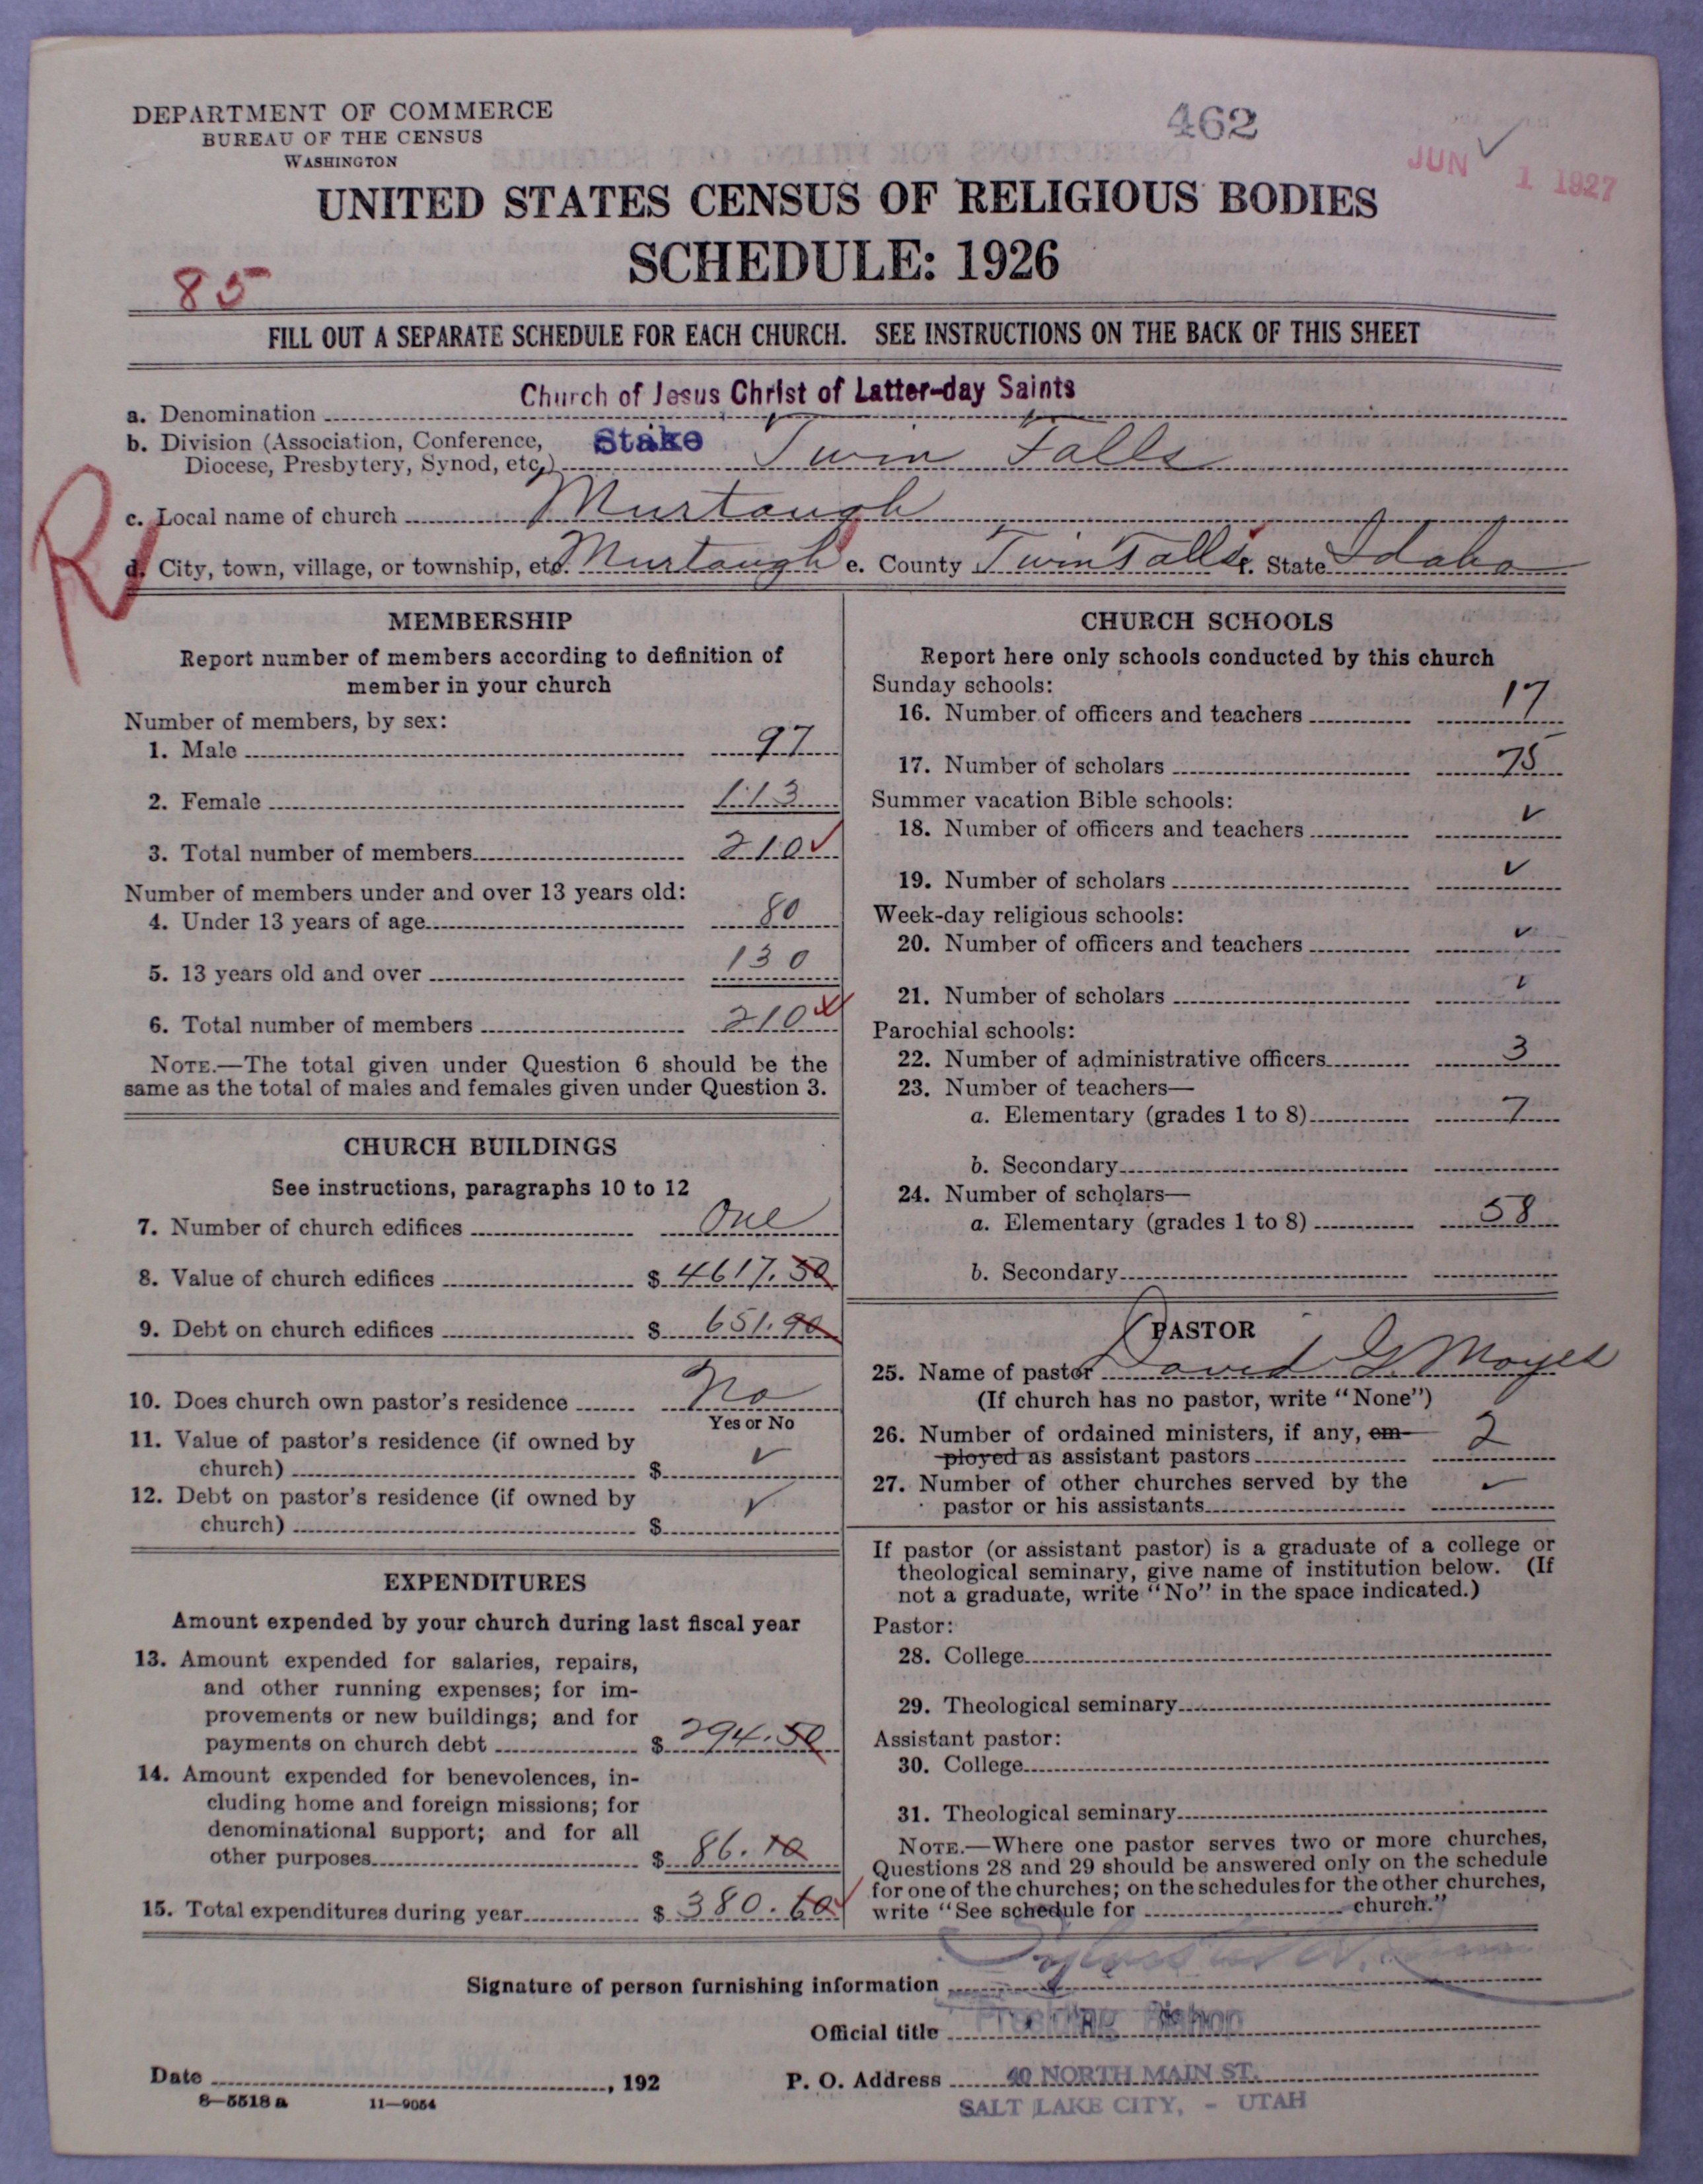 DEPARTMENT OF COMMERCE
BUREAU OF THE CENSUS
WASHINGTON
462
JUN 1 1927
UNITED STATES CENSUS OF RELIGIOUS BODIES
SCHEDULE: 1926
85
FILL OUT A SEPARATE SCHEDULE FOR EACH CHURCH. SEE INSTRUCTIONS ON THE BACK OF THIS SHEET
a. Denomination Church of Jesus Christ of Latter-day Saints
b. Division (Association, Conference, Diocese, Presbytery, Synod, etc.) Stake Twin Falls
R
c. Local name of church Murtaugh
d. City, town, village, or township, etc. Murtaugh e. County Twin Falls f. State Idaho
MEMBERSHIP
Report number of members according to definition of
member in your church
Number of members, by sex:
1. Male 97
2. Female 113
3. Total number of members 210 ✓
Number of members under and over 13 years old:
4. Under 13 years of age 80
5. 13 years old and over 130
6. Total number of members 210 ✓
NOTE.—The total given under Question 6 should be the
same as the total of males and females given under Question 3.
CHURCH BUILDINGS
See instructions, paragraphs 10 to 12
7. Number of church edifices One
8. Value of church edifices $ 4617.50
9. Debt on church edifices $ 651.90
10. Does church own pastor's residence No
Yes or No
11. Value of pastor's residence (if owned by
church) $ ✓
12. Debt on pastor's residence (if owned by
church) $ ✓
EXPENDITURES
Amount expended by your church during last fiscal year
13. Amount expended for salaries, repairs,
and other running expenses; for im-
provements or new buildings; and for
payments on church debt $ 294.50
14. Amount expended for benevolences, in-
cluding home and foreign missions; for
denominational support; and for all
other purposes $ 86.10
15. Total expenditures during year $ 380.60 ✓
CHURCH SCHOOLS
Report here only schools conducted by this church
Sunday schools:
16. Number of officers and teachers 17
17. Number of scholars 75
Summer vacation Bible schools:
18. Number of officers and teachers ✓
19. Number of scholars ✓
Week-day religious schools:
20. Number of officers and teachers ✓
21. Number of scholars ✓
Parochial schools:
22. Number of administrative officers 3
23. Number of teachers—
a. Elementary (grades 1 to 8) 7
b. Secondary
24. Number of scholars—
a. Elementary (grades 1 to 8) 58
b. Secondary
PASTOR
25. Name of pastor David G. Moyes
(If church has no pastor, write "None")
26. Number of ordained ministers, if any, em-
ployed as assistant pastors 2
27. Number of other churches served by the
pastor or his assistants ✓
If pastor (or assistant pastor) is a graduate of a college or
theological seminary, give name of institution below. (If
not a graduate, write "No" in the space indicated.)
Pastor:
28. College
29. Theological seminary
Assistant pastor:
30. College
31. Theological seminary
NOTE.—Where one pastor serves two or more churches,
Questions 28 and 29 should be answered only on the schedule
for one of the churches; on the schedules for the other churches,
write "See schedule for church."
Signature of person furnishing information
Official title Presiding Bishop
Date , 192 P. O. Address 40 NORTH MAIN ST.
8—5518 a 11—9054 SALT LAKE CITY, - UTAH